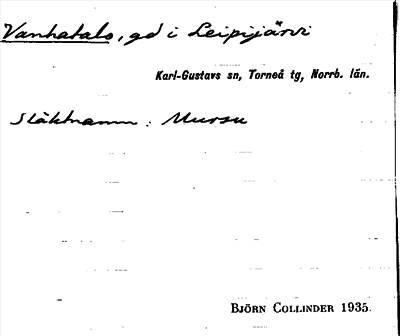 Vanhatalo, gd i Leipijärvi
Karl-Gustavs sn, Torneå tg, Norrb. län.
Släktnamn: Mursu
BJÖRN COLLINDER 1935.